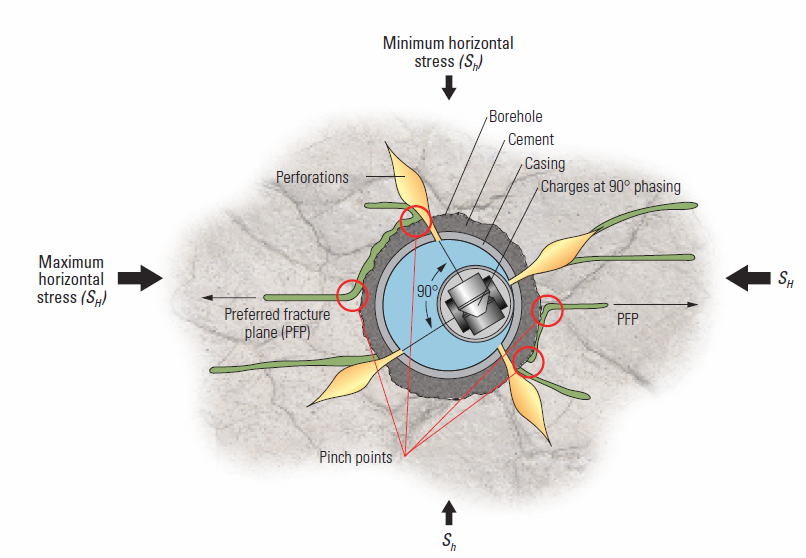 Minimum horizontal
stress (Sh)
Borehole
Cement
Casing
Charges at 90° phasing
Perforations
Maximum
horizontal
stress (SH)
90°
SH
Preferred fracture
plane (PFP)
PFP
Pinch points
Sh